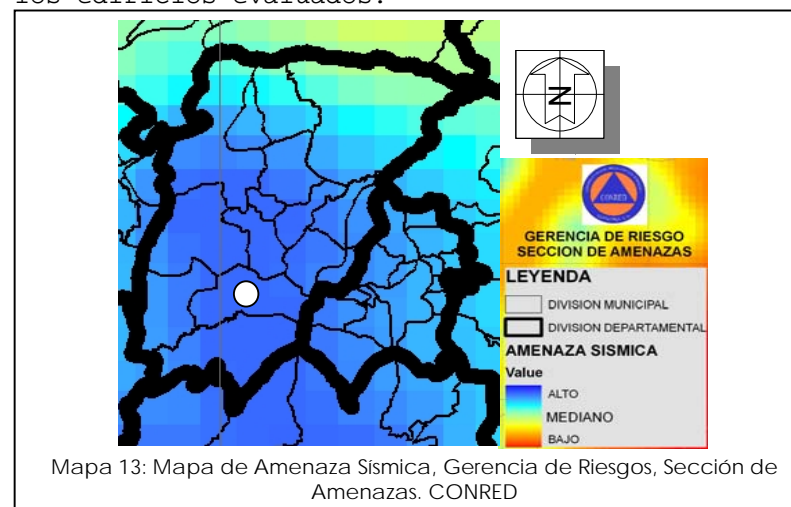 los edificios evaluados.
N
CONRED
GERENCIA DE RIESGO
SECCION DE AMENAZAS
LEYENDA
DIVISION MUNICIPAL
DIVISION DEPARTAMENTAL
AMENAZA SISMICA
Value
ALTO
MEDIANO
BAJO
Mapa 13: Mapa de Amenaza Sísmica, Gerencia de Riesgos, Sección de
Amenazas. CONRED